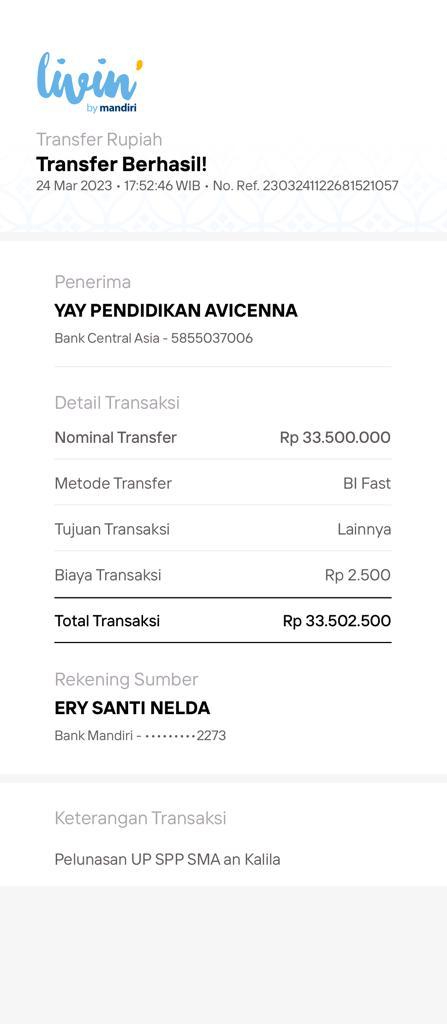 livin'
by mandiri
Transfer Rupiah
Transfer Berhasil!
24 Mar 2023 • 17:52:46 WIB • No. Ref. 2303241122681521057
Penerima
YAY PENDIDIKAN AVICENNA
Bank Central Asia - 5855037006
Detail Transaksi
Nominal Transfer Rp 33.500.000
Metode Transfer BI Fast
Tujuan Transaksi Lainnya
Biaya Transaksi Rp 2.500
Total Transaksi Rp 33.502.500
Rekening Sumber
ERY SANTI NELDA
Bank Mandiri - •••••••••2273
Keterangan Transaksi
Pelunasan UP SPP SMA an Kalila